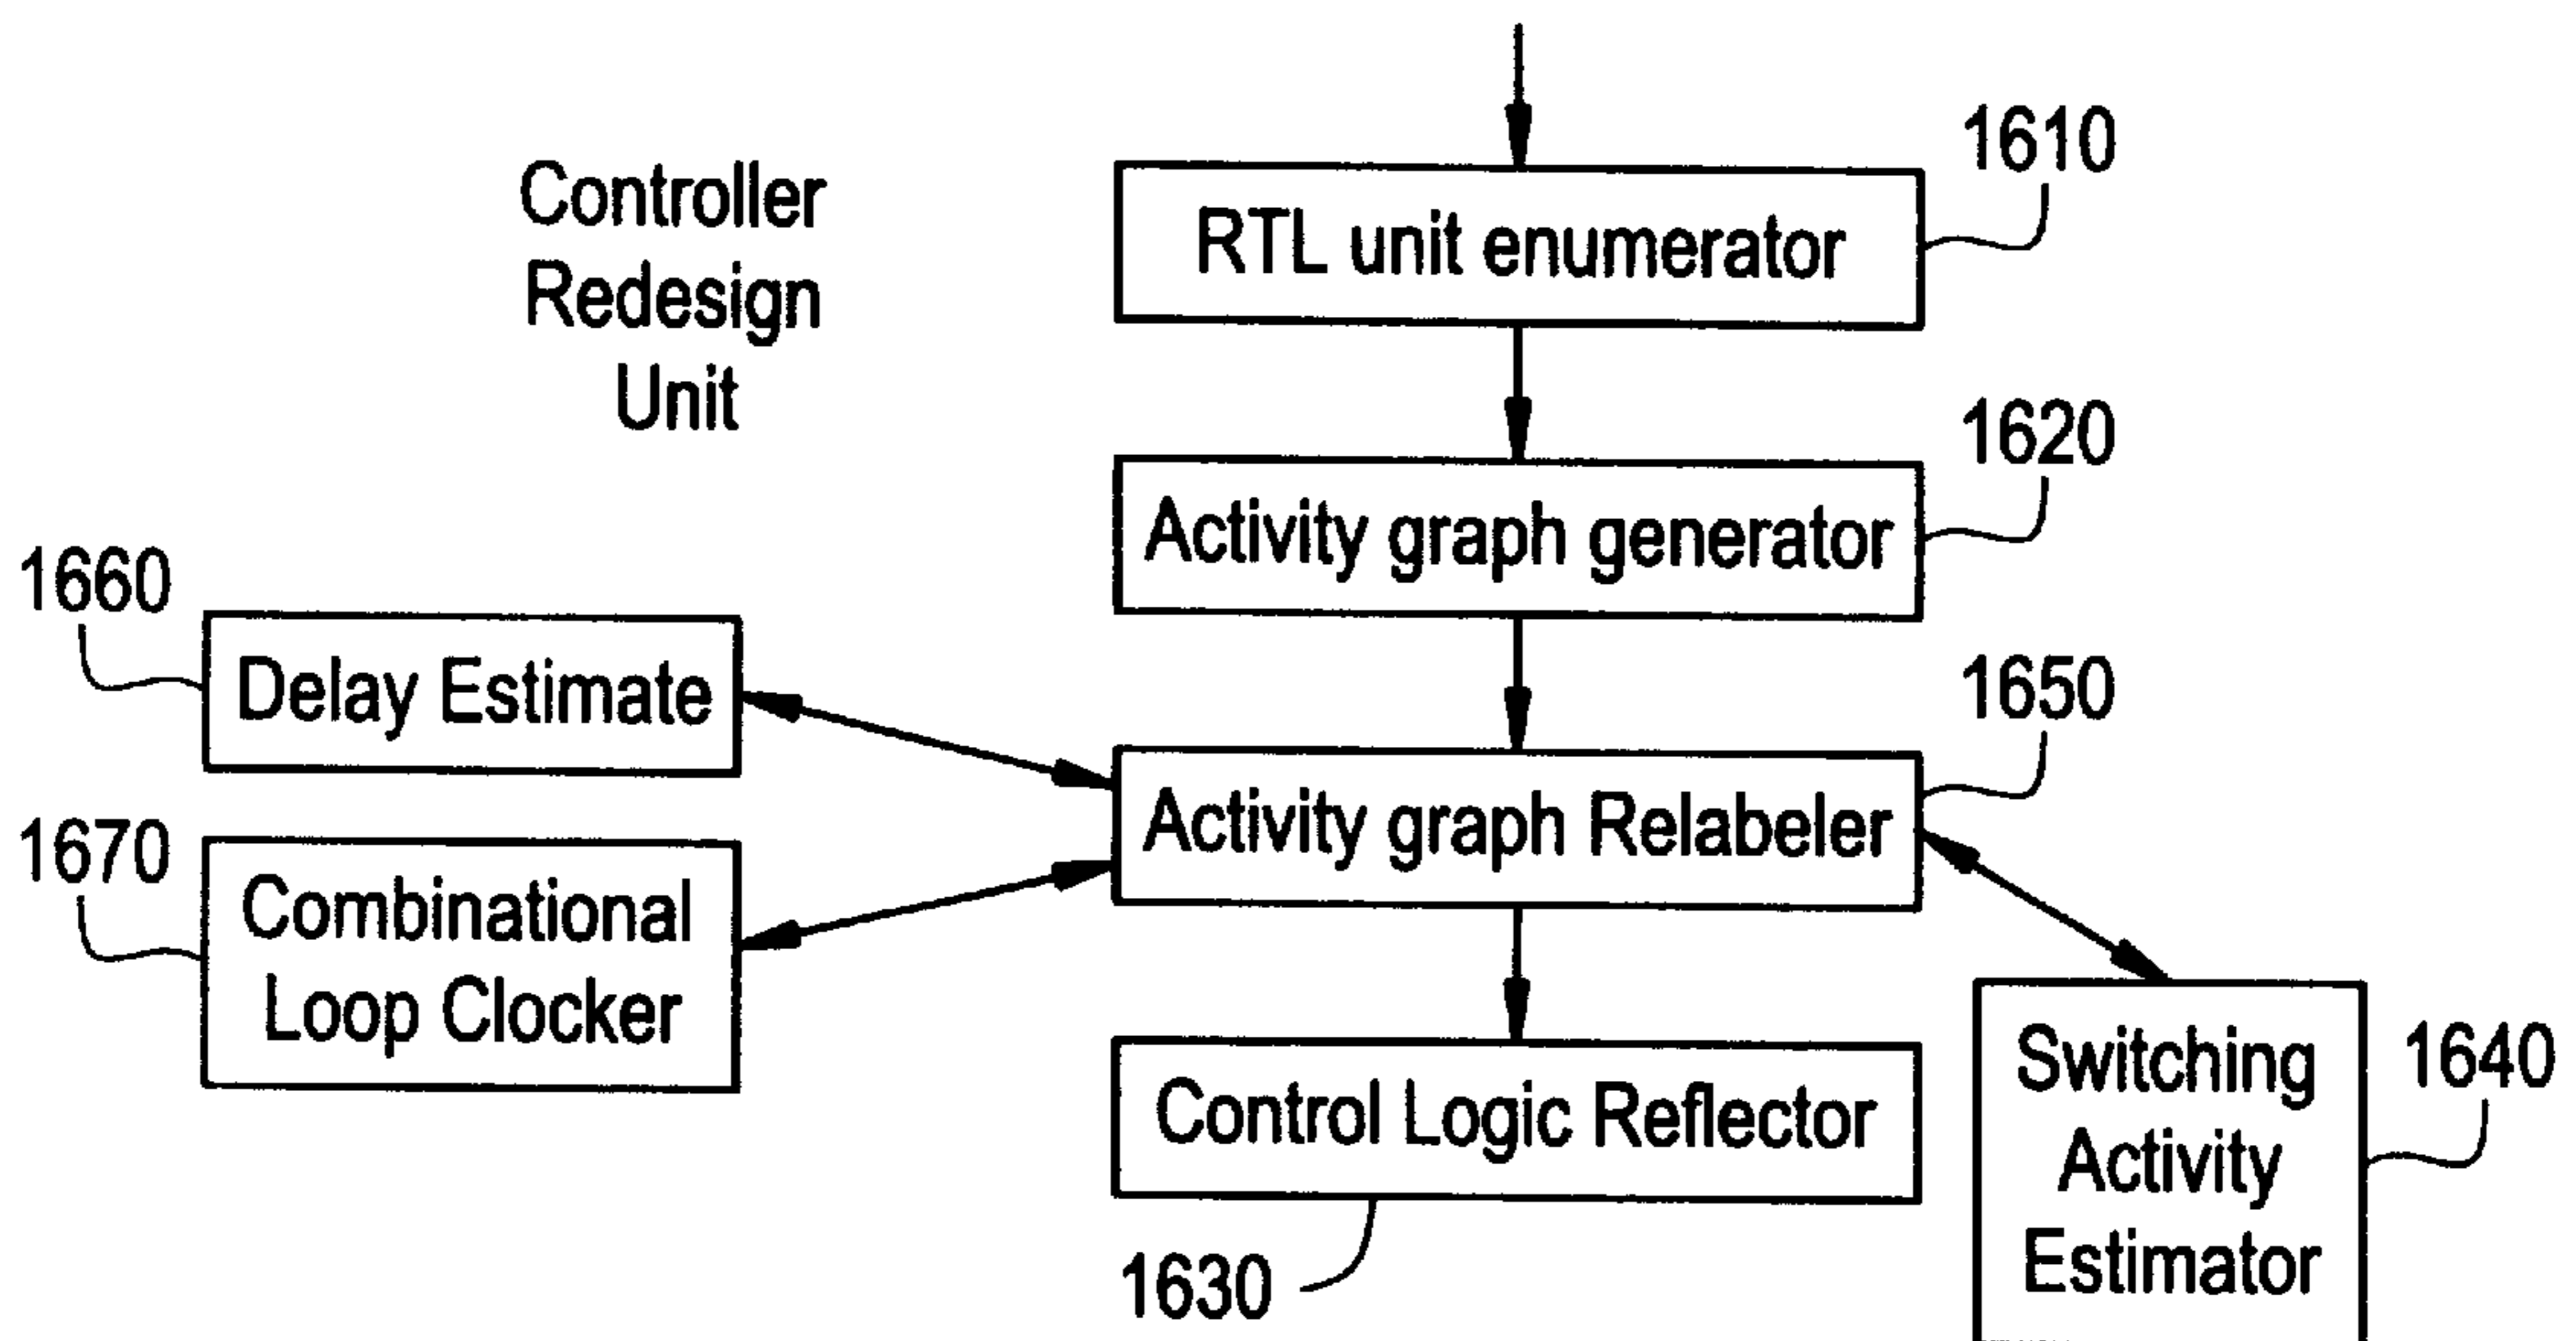 Controller
Redesign
Unit
1610
RTL unit enumerator
1620
Activity graph generator
1660
Delay Estimate
1650
Activity graph Relabeler
1670
Combinational
Loop Clocker
Control Logic Reflector
1630
Switching
Activity
Estimator
1640